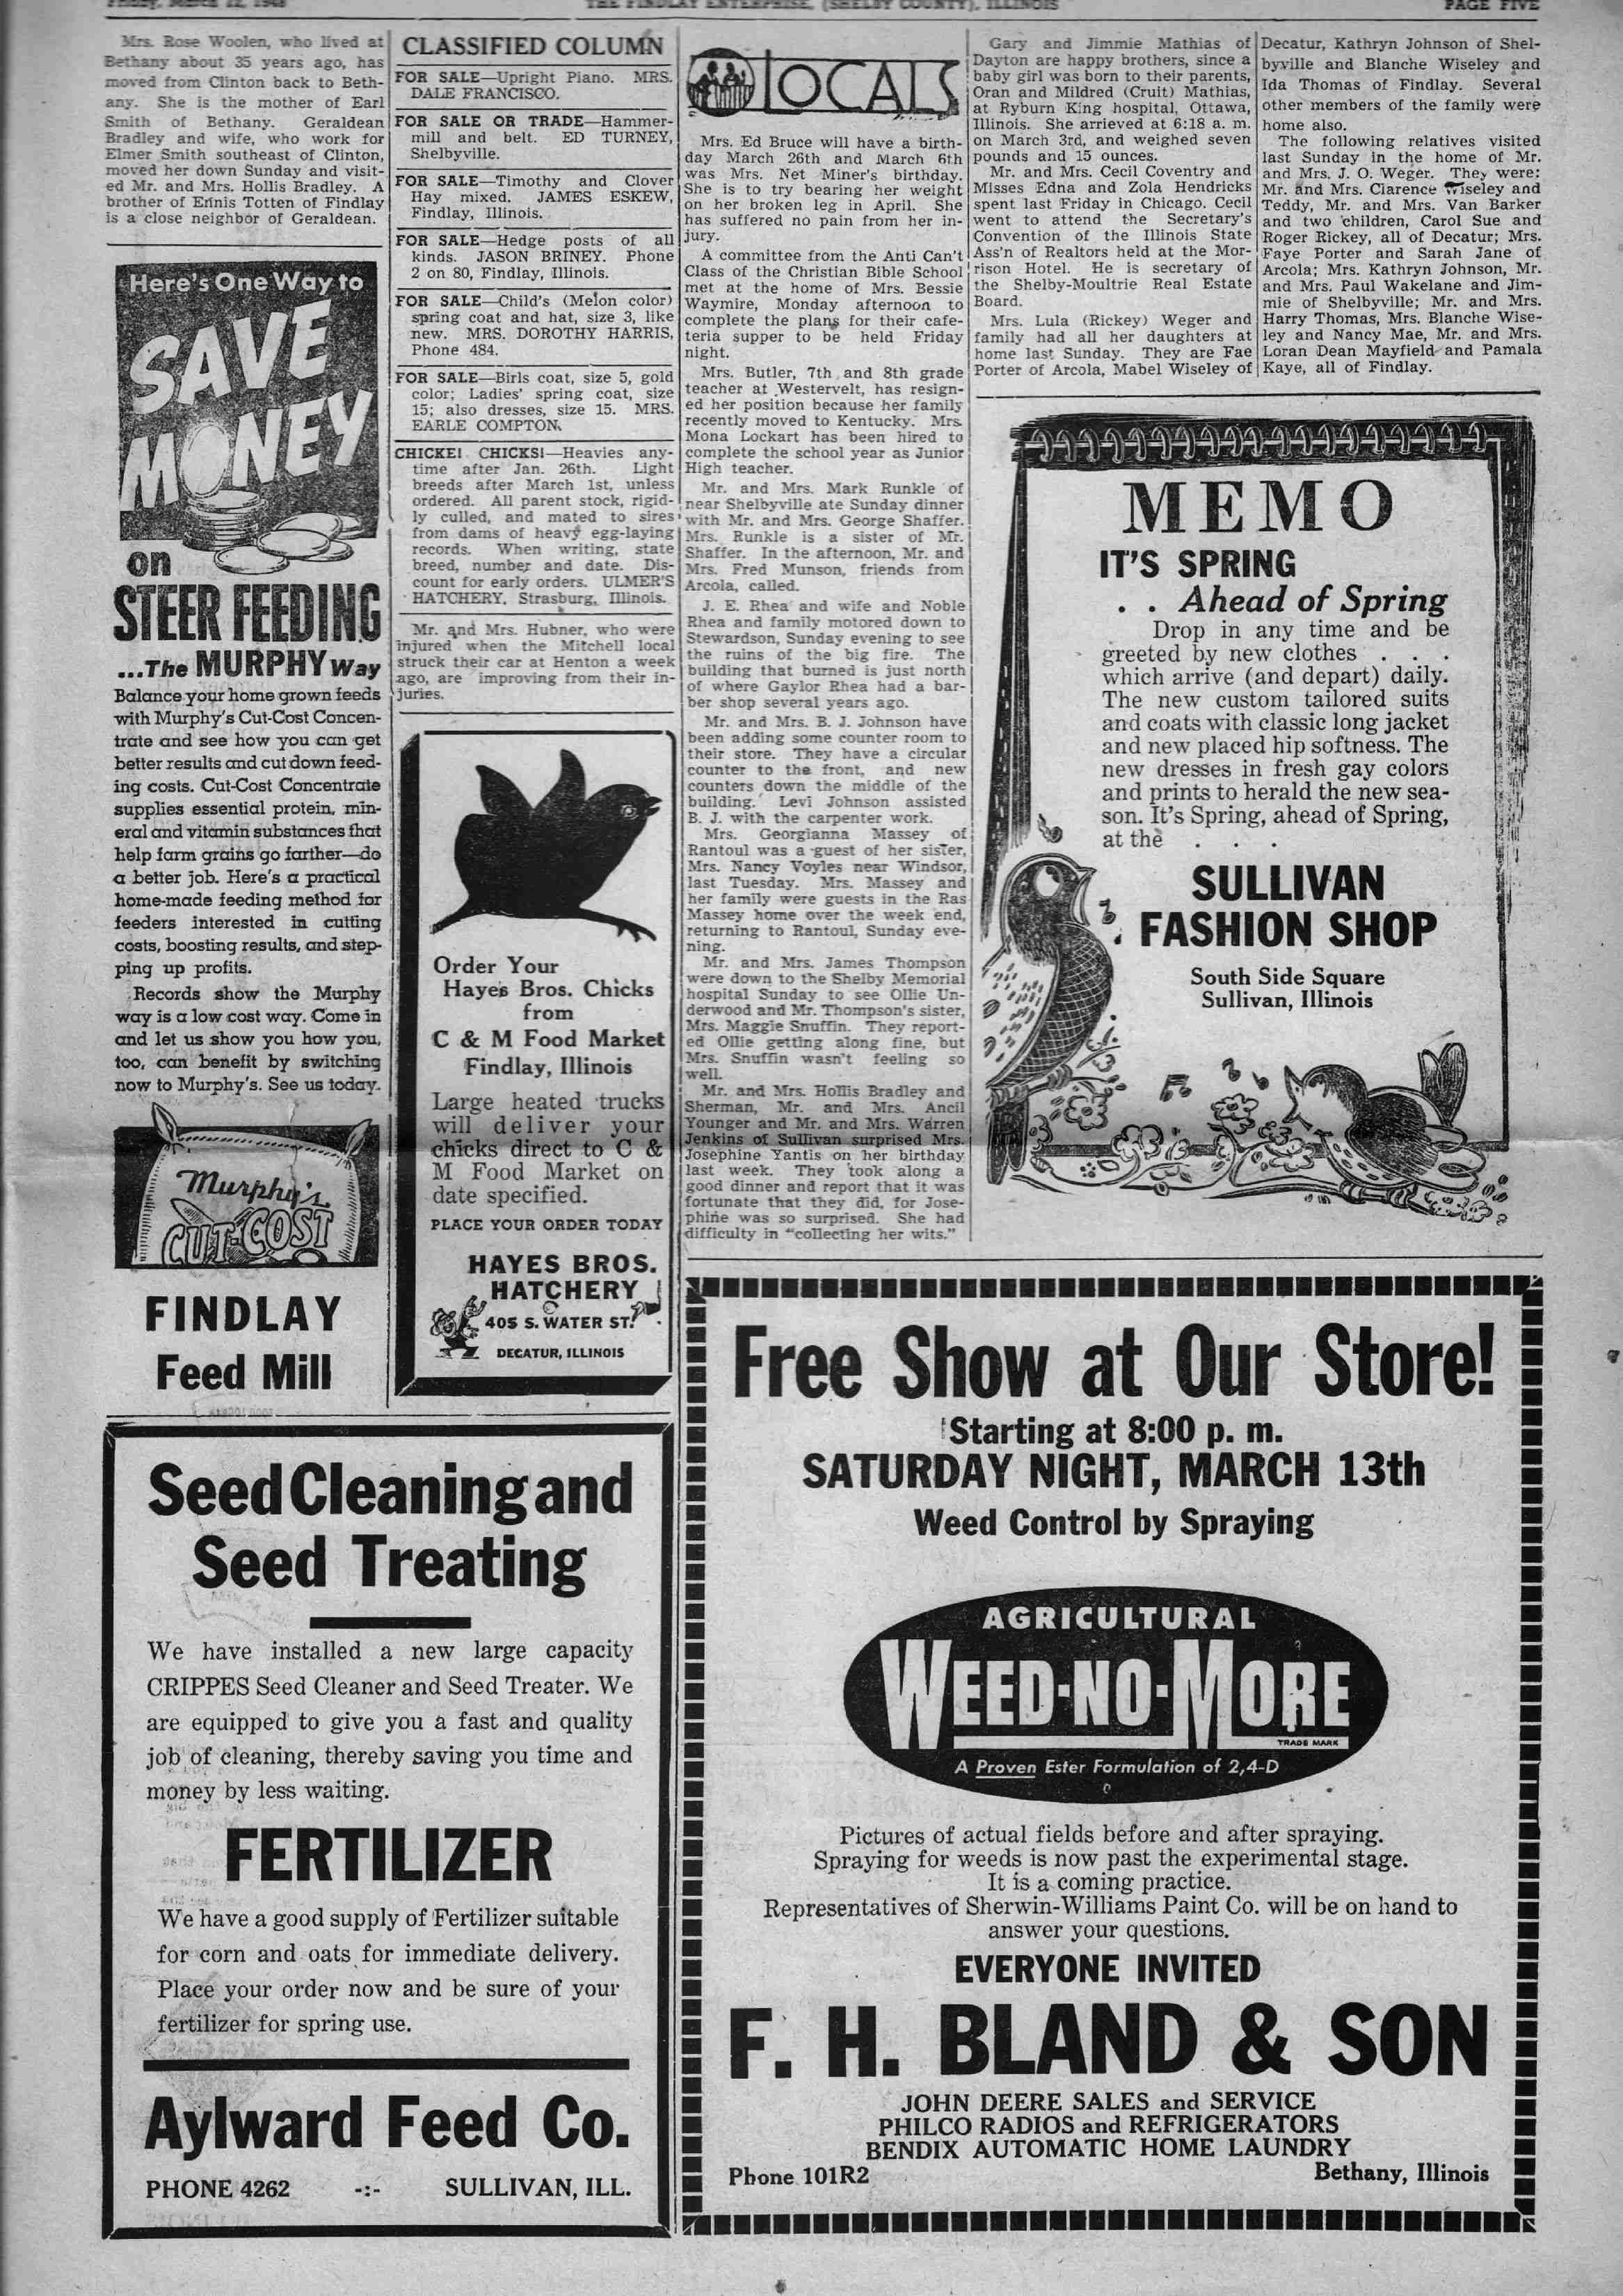 Friday, March 12, 1948
THE FINDLAY ENTERPRISE, (SHELBY COUNTY), ILLINOIS
PAGE FIVE
Mrs. Rose Woolen, who lived at
Bethany about 35 years ago, has
moved from Clinton back to Beth-
any. She is the mother of Earl
Smith of Bethany. Geraldean
Bradley and wife, who work for
Elmer Smith southeast of Clinton,
moved her down Sunday and visit-
ed Mr. and Mrs. Hollis Bradley. A
brother of Ennis Totten of Findlay
is a close neighbor of Geraldean.
Here's One Way to
SAVE
MONEY
on
STEER FEEDING
...The MURPHY Way
Balance your home grown feeds
with Murphy's Cut-Cost Concen-
trate and see how you can get
better results and cut down feed-
ing costs. Cut-Cost Concentrate
supplies essential protein, min-
eral and vitamin substances that
help farm grains go farther—do
a better job. Here's a practical
home-made feeding method for
feeders interested in cutting
costs, boosting results, and step-
ping up profits.
Records show the Murphy
way is a low cost way. Come in
and let us show you how you,
too, can benefit by switching
now to Murphy's. See us today.
Murphy's
CUT-COST
FINDLAY
Feed Mill
CLASSIFIED COLUMN
FOR SALE—Upright Piano. MRS.
DALE FRANCISCO.
FOR SALE OR TRADE—Hammer-
mill and belt. ED TURNEY,
Shelbyville.
FOR SALE—Timothy and Clover
Hay mixed. JAMES ESKEW,
Findlay, Illinois.
FOR SALE—Hedge posts of all
kinds. JASON BRINEY. Phone
2 on 80, Findlay, Illinois.
FOR SALE—Child's (Melon color)
spring coat and hat, size 3, like
new. MRS. DOROTHY HARRIS,
Phone 484.
FOR SALE—Birls coat, size 5, gold
color; Ladies' spring coat, size
15; also dresses, size 15. MRS.
EARLE COMPTON.
CHICKE! CHICKS!—Heavies any-
time after Jan. 26th. Light
breeds after March 1st, unless
ordered. All parent stock, rigid-
ly culled, and mated to sires
from dams of heavy egg-laying
records. When writing, state
breed, number and date. Dis-
count for early orders. ULMER'S
HATCHERY, Strasburg, Illinois.
Mr. and Mrs. Hubner, who were
injured when the Mitchell local
struck their car at Henton a week
ago, are improving from their in-
juries.
Order Your
Hayes Bros. Chicks
from
C & M Food Market
Findlay, Illinois
Large heated trucks
will deliver your
chicks direct to C &
M Food Market on
date specified.
PLACE YOUR ORDER TODAY
HAYES BROS.
HATCHERY
405 S. WATER ST.
DECATUR, ILLINOIS
LOCALS
Mrs. Ed Bruce will have a birth-
day March 26th and March 6th
was Mrs. Net Miner's birthday.
She is to try bearing her weight
on her broken leg in April. She
has suffered no pain from her in-
jury.
A committee from the Anti Can't
Class of the Christian Bible School
met at the home of Mrs. Bessie
Waymire, Monday afternoon to
complete the plans for their cafe-
teria supper to be held Friday
night.
Mrs. Butler, 7th and 8th grade
teacher at Westervelt, has resign-
ed her position because her family
recently moved to Kentucky. Mrs.
Mona Lockart has been hired to
complete the school year as Junior
High teacher.
Mr. and Mrs. Mark Runkle of
near Shelbyville ate Sunday dinner
with Mr. and Mrs. George Shaffer.
Mrs. Runkle is a sister of Mr.
Shaffer. In the afternoon, Mr. and
Mrs. Fred Munson, friends from
Arcola, called.
J. E. Rhea and wife and Noble
Rhea and family motored down to
Stewardson, Sunday evening to see
the ruins of the big fire. The
building that burned is just north
of where Gaylor Rhea had a bar-
ber shop several years ago.
Mr. and Mrs. B. J. Johnson have
been adding some counter room to
their store. They have a circular
counter to the front, and new
counters down the middle of the
building. Levi Johnson assisted
B. J. with the carpenter work.
Mrs. Georgianna Massey of
Rantoul was a guest of her sister,
Mrs. Nancy Voyles near Windsor,
last Tuesday. Mrs. Massey and
her family were guests in the Ras
Massey home over the week end,
returning to Rantoul, Sunday eve-
ning.
Mr. and Mrs. James Thompson
were down to the Shelby Memorial
hospital Sunday to see Ollie Un-
derwood and Mr. Thompson's sister,
Mrs. Maggie Snuffin. They report-
ed Ollie getting along fine, but
Mrs. Snuffin wasn't feeling so
well.
Mr. and Mrs. Hollis Bradley and
Sherman, Mr. and Mrs. Ancil
Younger and Mr. and Mrs. Warren
Jenkins of Sullivan surprised Mrs.
Josephine Yantis on her birthday
last week. They took along a
good dinner and report that it was
fortunate that they did, for Jose-
phine was so surprised. She had
difficulty in "collecting her wits."
Gary and Jimmie Mathias of
Dayton are happy brothers, since a
baby girl was born to their parents,
Oran and Mildred (Cruit) Mathias,
at Ryburn King hospital, Ottawa,
Illinois. She arrieved at 6:18 a. m.
on March 3rd, and weighed seven
pounds and 15 ounces.
Mr. and Mrs. Cecil Coventry and
Misses Edna and Zola Hendricks
spent last Friday in Chicago. Cecil
went to attend the Secretary's
Convention of the Illinois State
Ass'n of Realtors held at the Mor-
rison Hotel. He is secretary of
the Shelby-Moultrie Real Estate
Board.
Mrs. Lula (Rickey) Weger and
family had all her daughters at
home last Sunday. They are Fae
Porter of Arcola, Mabel Wiseley of
Decatur, Kathryn Johnson of Shel-
byville and Blanche Wiseley and
Ida Thomas of Findlay. Several
other members of the family were
home also.
The following relatives visited
last Sunday in the home of Mr.
and Mrs. J. O. Weger. They were:
Mr. and Mrs. Clarence Wiseley and
Teddy, Mr. and Mrs. Van Barker
and two children, Carol Sue and
Roger Rickey, all of Decatur; Mrs.
Faye Porter and Sarah Jane of
Arcola; Mrs. Kathryn Johnson, Mr.
and Mrs. Paul Wakelane and Jim-
mie of Shelbyville; Mr. and Mrs.
Harry Thomas, Mrs. Blanche Wise-
ley and Nancy Mae, Mr. and Mrs.
Loran Dean Mayfield and Pamala
Kaye, all of Findlay.
MEMO
IT'S SPRING
. . Ahead of Spring
Drop in any time and be
greeted by new clothes . . .
which arrive (and depart) daily.
The new custom tailored suits
and coats with classic long jacket
and new placed hip softness. The
new dresses in fresh gay colors
and prints to herald the new sea-
son. It's Spring, ahead of Spring,
at the . . .
SULLIVAN
FASHION SHOP
South Side Square
Sullivan, Illinois
Seed Cleaning and
Seed Treating
We have installed a new large capacity
CRIPPES Seed Cleaner and Seed Treater. We
are equipped to give you a fast and quality
job of cleaning, thereby saving you time and
money by less waiting.
FERTILIZER
We have a good supply of Fertilizer suitable
for corn and oats for immediate delivery.
Place your order now and be sure of your
fertilizer for spring use.
Aylward Feed Co.
PHONE 4262 -:- SULLIVAN, ILL.
Free Show at Our Store!
Starting at 8:00 p. m.
SATURDAY NIGHT, MARCH 13th
Weed Control by Spraying
AGRICULTURAL
WEED-NO-MORE
TRADE MARK
A Proven Ester Formulation of 2,4-D
Pictures of actual fields before and after spraying.
Spraying for weeds is now past the experimental stage.
It is a coming practice.
Representatives of Sherwin-Williams Paint Co. will be on hand to
answer your questions.
EVERYONE INVITED
F. H. BLAND & SON
JOHN DEERE SALES and SERVICE
PHILCO RADIOS and REFRIGERATORS
BENDIX AUTOMATIC HOME LAUNDRY
Phone 101R2
Bethany, Illinois